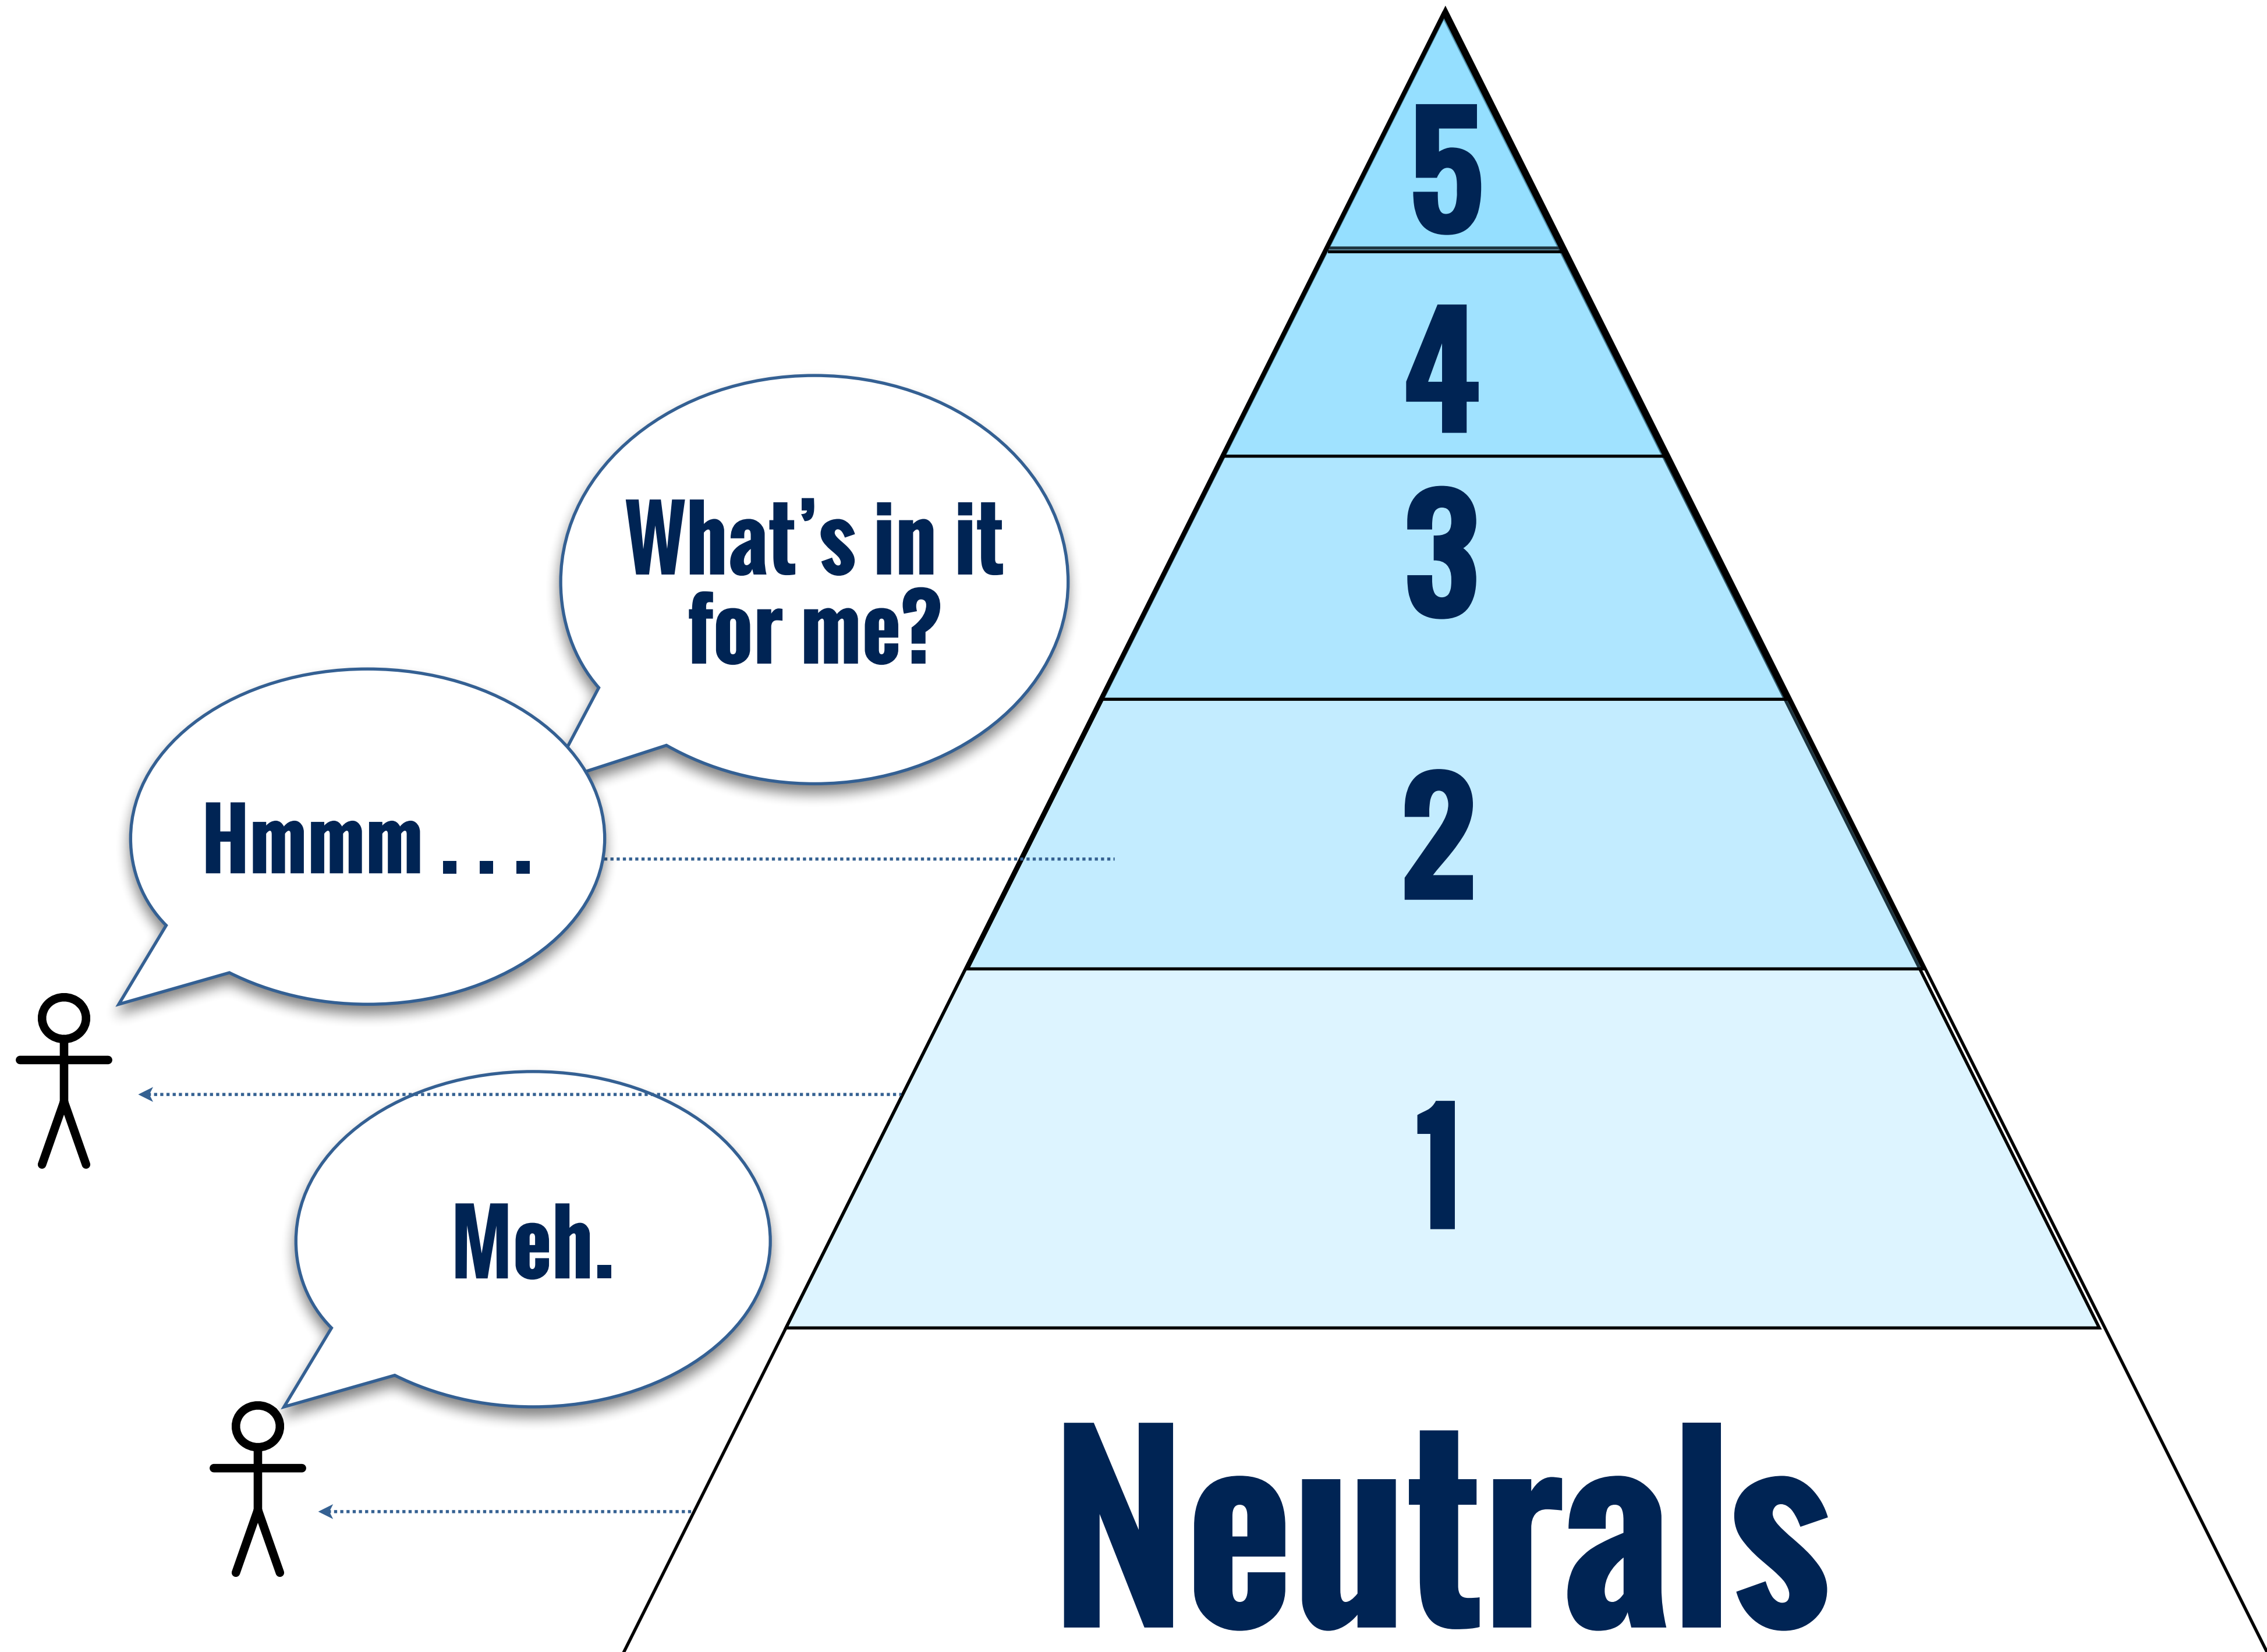 5
4
What’s in it
for me?
3
Hmmm . . .
2
Meh.
1
Neutrals